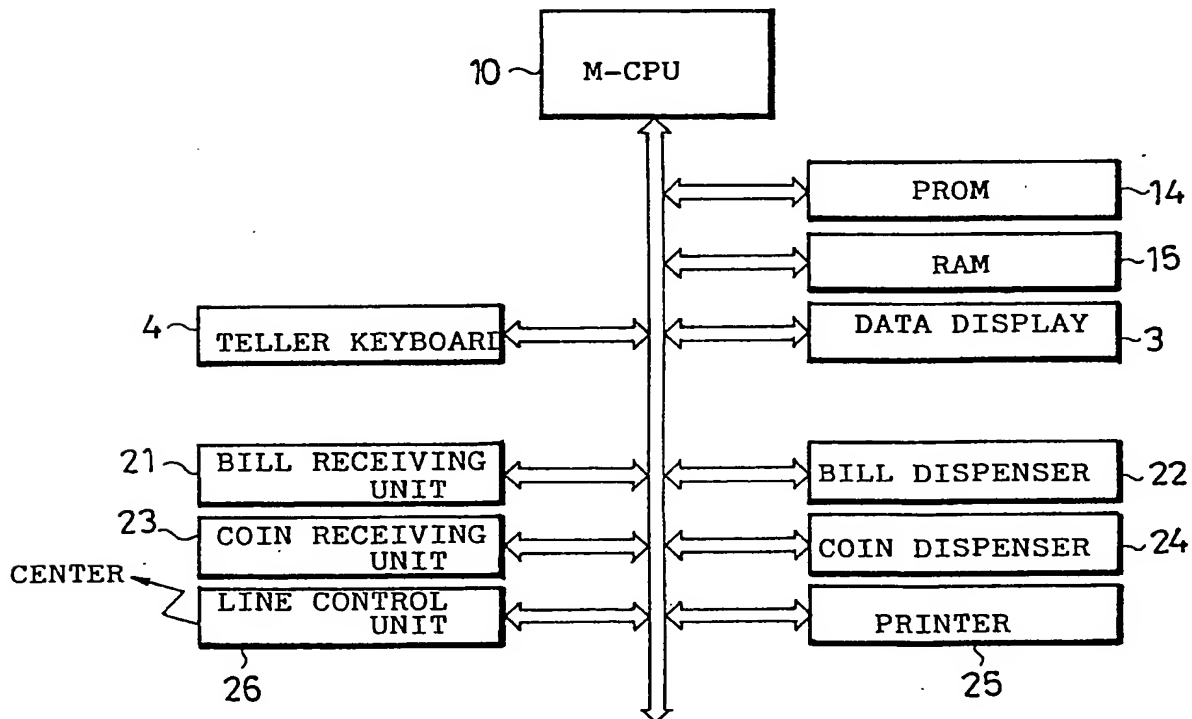 10
M-CPU
PROM
14
RAM
15
4
TELLER KEYBOARD
DATA DISPLAY
3
21
BILL RECEIVING
UNIT
BILL DISPENSER
22
23
COIN RECEIVING
UNIT
COIN DISPENSER
24
CENTER
LINE CONTROL
UNIT
PRINTER
26
25